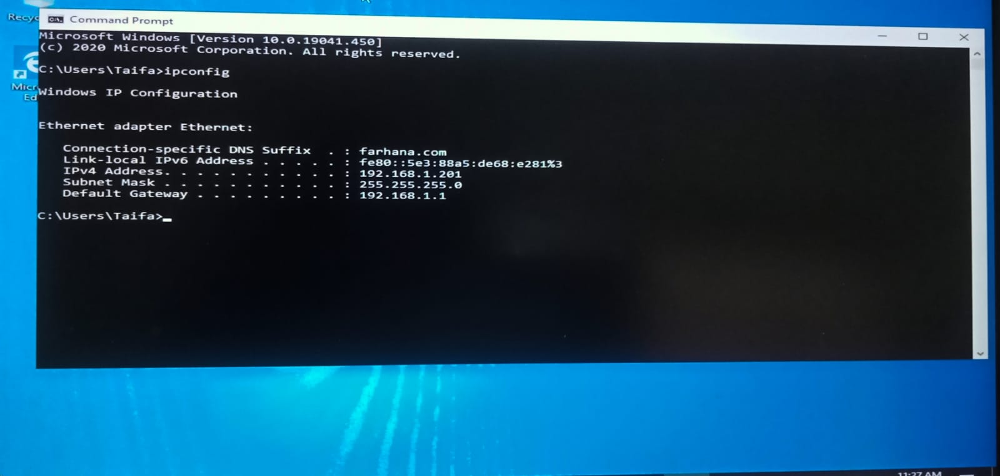 Command Prompt
Microsoft Windows [Version 10.0.19041.450]
(c) 2020 Microsoft Corporation. All rights reserved.
C:\Users\Taifa>ipconfig
Windows IP Configuration
Ethernet adapter Ethernet:
Connection-specific DNS Suffix . : farhana.com
Link-local IPv6 Address . . . . . : fe80::5e3:88a5:de68:e281%3
IPv4 Address. . . . . . . . . . . : 192.168.1.201
Subnet Mask . . . . . . . . . . . : 255.255.255.0
Default Gateway . . . . . . . . . : 192.168.1.1
C:\Users\Taifa>
Recyc
Micr
Ed
11:27 AM